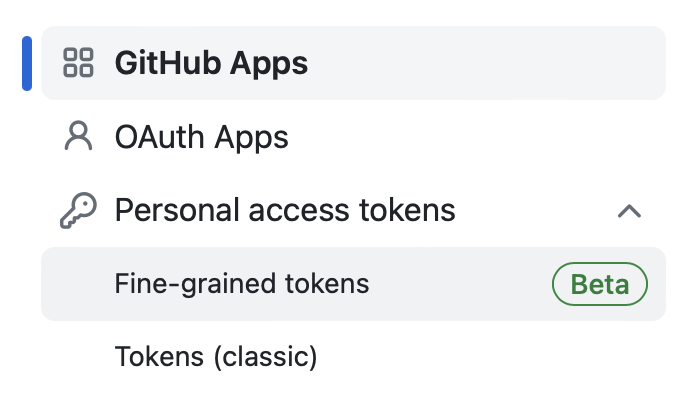 GitHub Apps
OAuth Apps
Personal access tokens
Fine-grained tokens Beta
Tokens (classic)